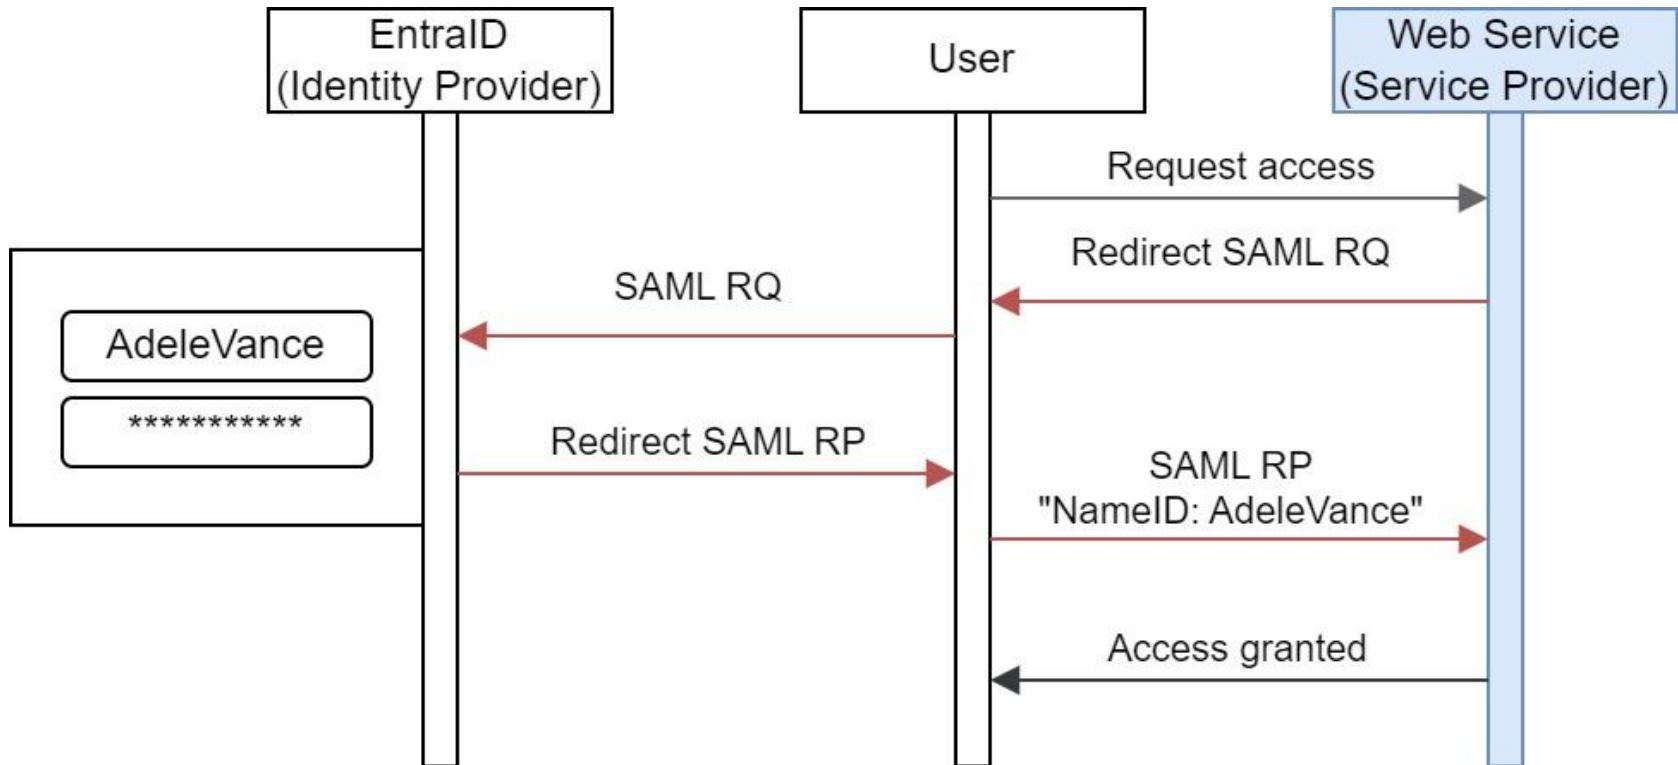 EntraID
(Identity Provider)
User
Web Service
(Service Provider)
Request access
Redirect SAML RQ
SAML RQ
AdeleVance
***********
Redirect SAML RP
SAML RP
"NameID: AdeleVance"
Access granted